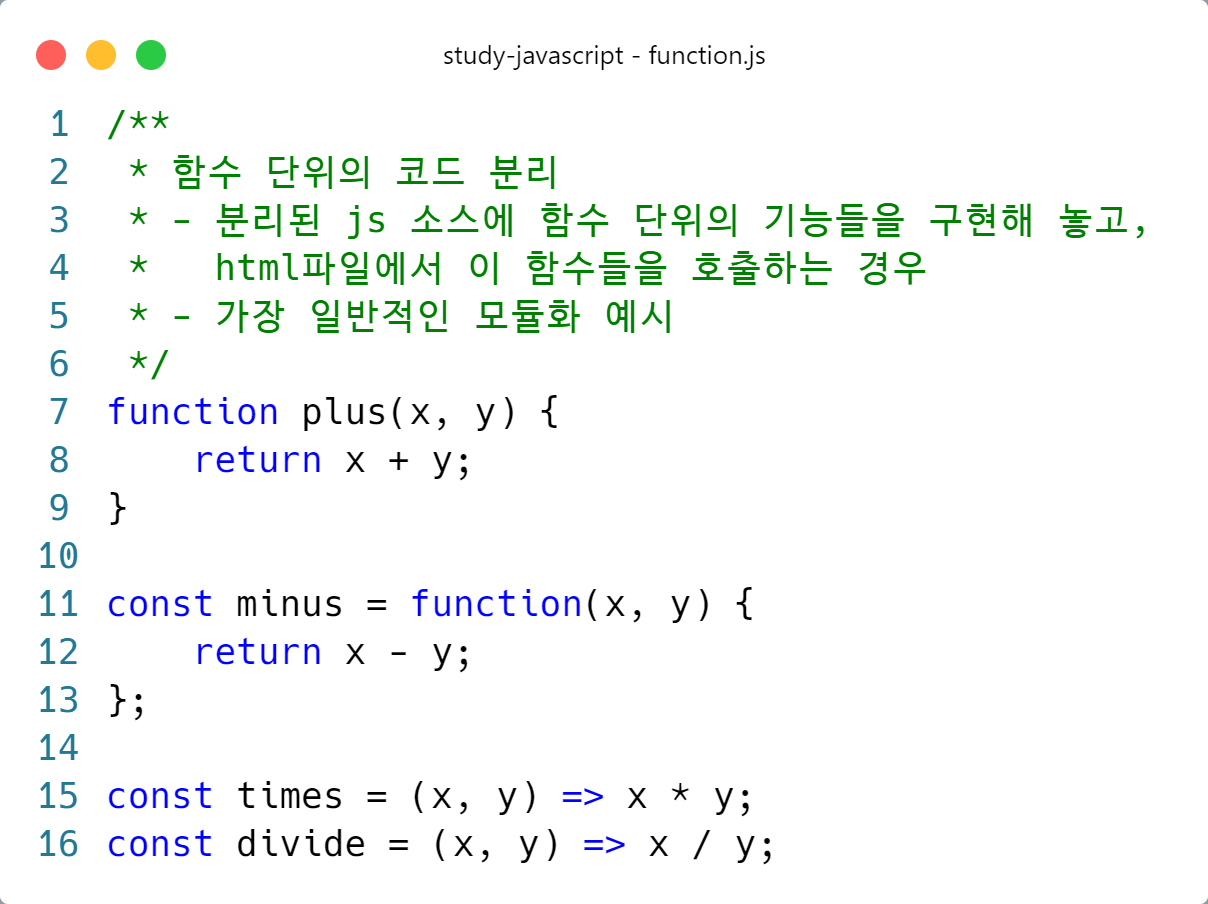 study-javascript - function.js
1 /**
2  * 함수 단위의 코드 분리
3  * - 분리된 js 소스에 함수 단위의 기능들을 구현해 놓고,
4  *   html파일에서 이 함수들을 호출하는 경우
5  * - 가장 일반적인 모듈화 예시
6  */
7 function plus(x, y) {
8     return x + y;
9 }
10
11 const minus = function(x, y) {
12     return x - y;
13 };
14
15 const times = (x, y) => x * y;
16 const divide = (x, y) => x / y;